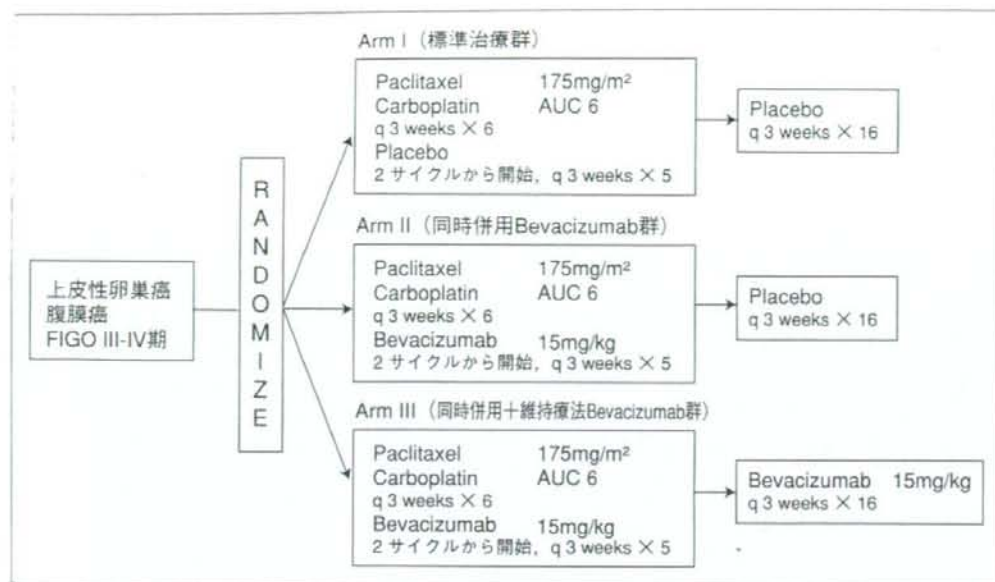 Arm I (標準治療群)
Paclitaxel 175mg/m²
Carboplatin AUC 6
q 3 weeks × 6
Placebo
2 サイクルから開始, q 3 weeks × 5
Placebo
q 3 weeks × 16
RANDOMIZE
上皮性卵巣癌
腹膜癌
FIGO III-IV期
Arm II (同時併用Bevacizumab群)
Paclitaxel 175mg/m²
Carboplatin AUC 6
q 3 weeks × 6
Bevacizumab 15mg/kg
2 サイクルから開始, q 3 weeks × 5
Placebo
q 3 weeks × 16
Arm III (同時併用+維持療法Bevacizumab群)
Paclitaxel 175mg/m²
Carboplatin AUC 6
q 3 weeks × 6
Bevacizumab 15mg/kg
2 サイクルから開始, q 3 weeks × 5
Bevacizumab 15mg/kg
q 3 weeks × 16